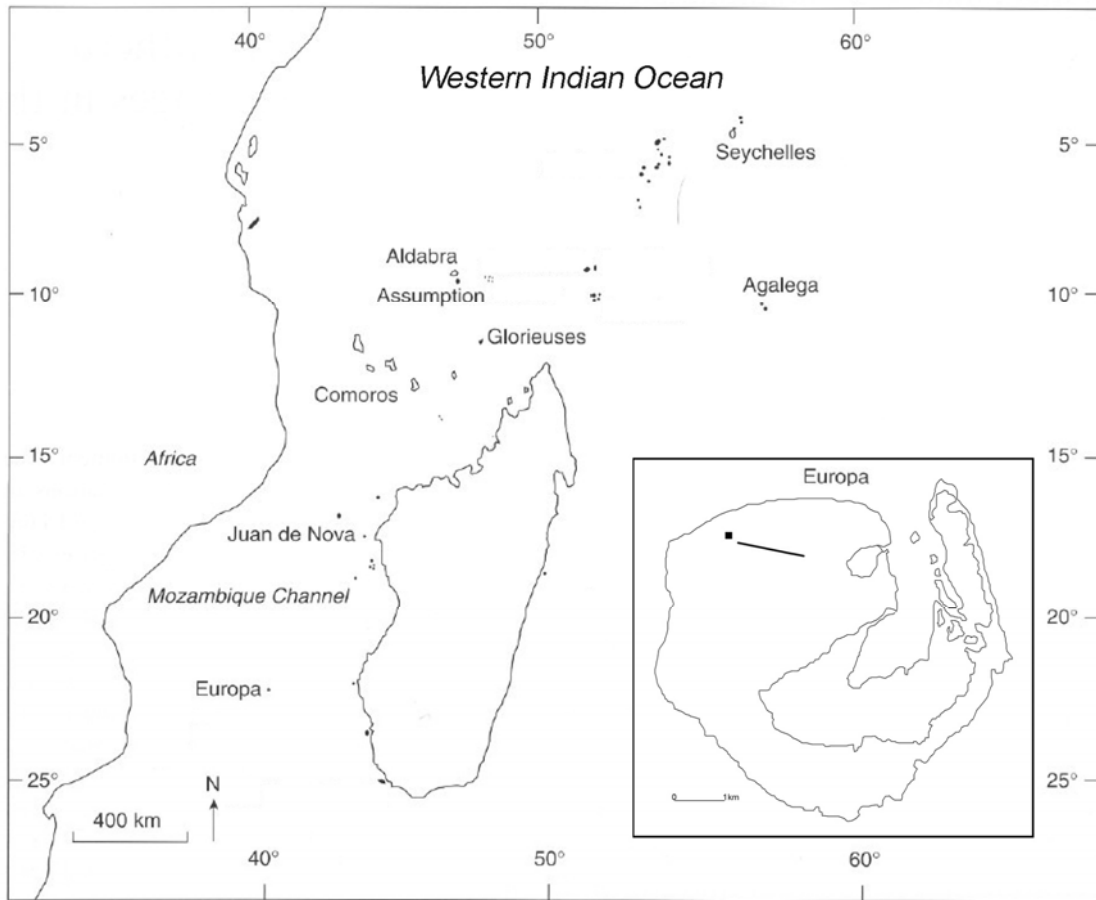 40° 50° 60°
Western Indian Ocean
5° Seychelles 5°
Aldabra
10° Assumption Agalega 10°
Glorieuses
Comoros
15° Africa 15°
Europa
Juan de Nova
Mozambique Channel
20° 20°
Europa
25° N 25°
0 1km
400 km
40° 50° 60°